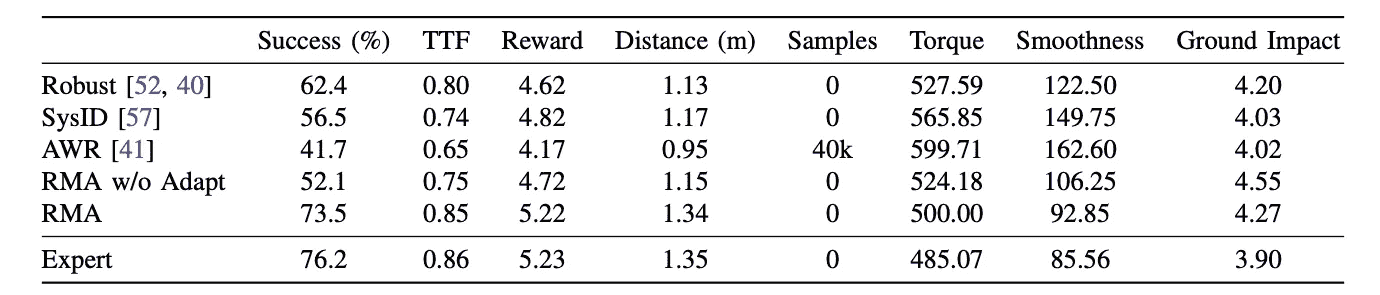 Success (%) TTF Reward Distance (m) Samples Torque Smoothness Ground Impact
Robust [52, 40] 62.4 0.80 4.62 1.13 0 527.59 122.50 4.20
SysID [57] 56.5 0.74 4.82 1.17 0 565.85 149.75 4.03
AWR [41] 41.7 0.65 4.17 0.95 40k 599.71 162.60 4.02
RMA w/o Adapt 52.1 0.75 4.72 1.15 0 524.18 106.25 4.55
RMA 73.5 0.85 5.22 1.34 0 500.00 92.85 4.27
Expert 76.2 0.86 5.23 1.35 0 485.07 85.56 3.90